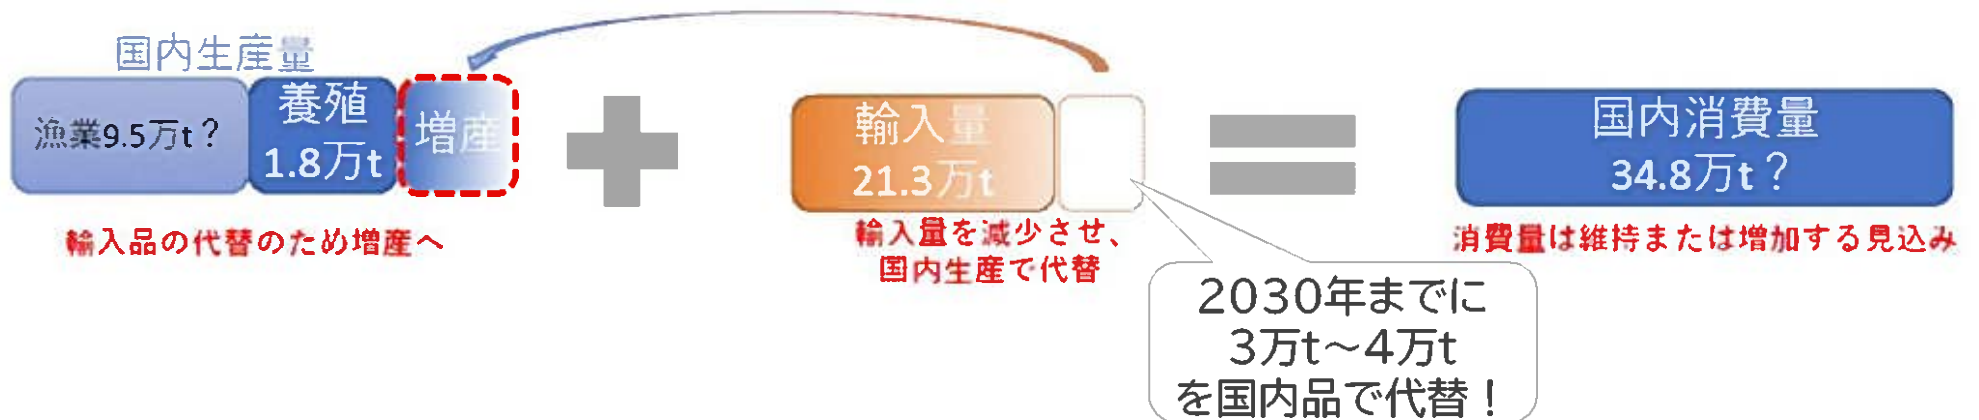 国内生産量
漁業9.5万t？
養殖
1.8万t
増産
輸入品の代替のため増産へ
輸入量
21.3万t
輸入量を減少させ、
国内生産で代替
2030年までに
3万t～4万t
を国内品で代替！
国内消費量
34.8万t？
消費量は維持または増加する見込み